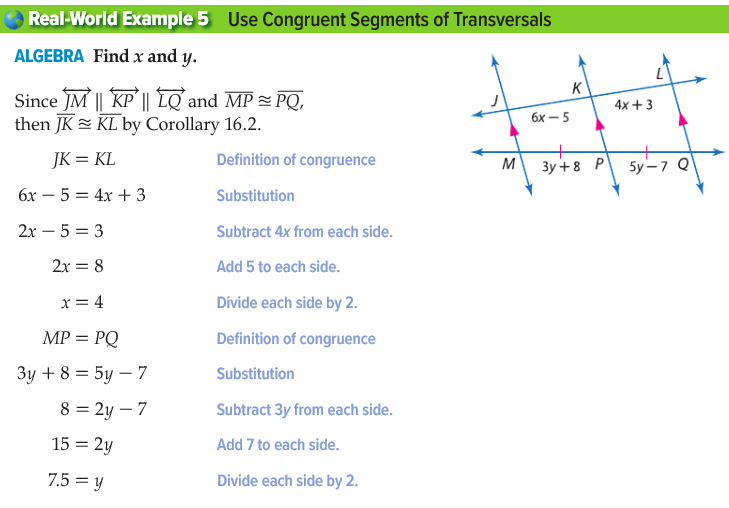 Real-World Example 5 Use Congruent Segments of Transversals
ALGEBRA Find x and y.
Since JM ∥ KP ∥ LQ and MP ≅ PQ,
then JK ≅ KL by Corollary 16.2.
JK = KL Definition of congruence
6x − 5 = 4x + 3 Substitution
2x − 5 = 3 Subtract 4x from each side.
2x = 8 Add 5 to each side.
x = 4 Divide each side by 2.
MP = PQ Definition of congruence
3y + 8 = 5y − 7 Substitution
8 = 2y − 7 Subtract 3y from each side.
15 = 2y Add 7 to each side.
7.5 = y Divide each side by 2.
J
K
L
6x − 5
4x + 3
M
3y + 8
P
5y − 7
Q